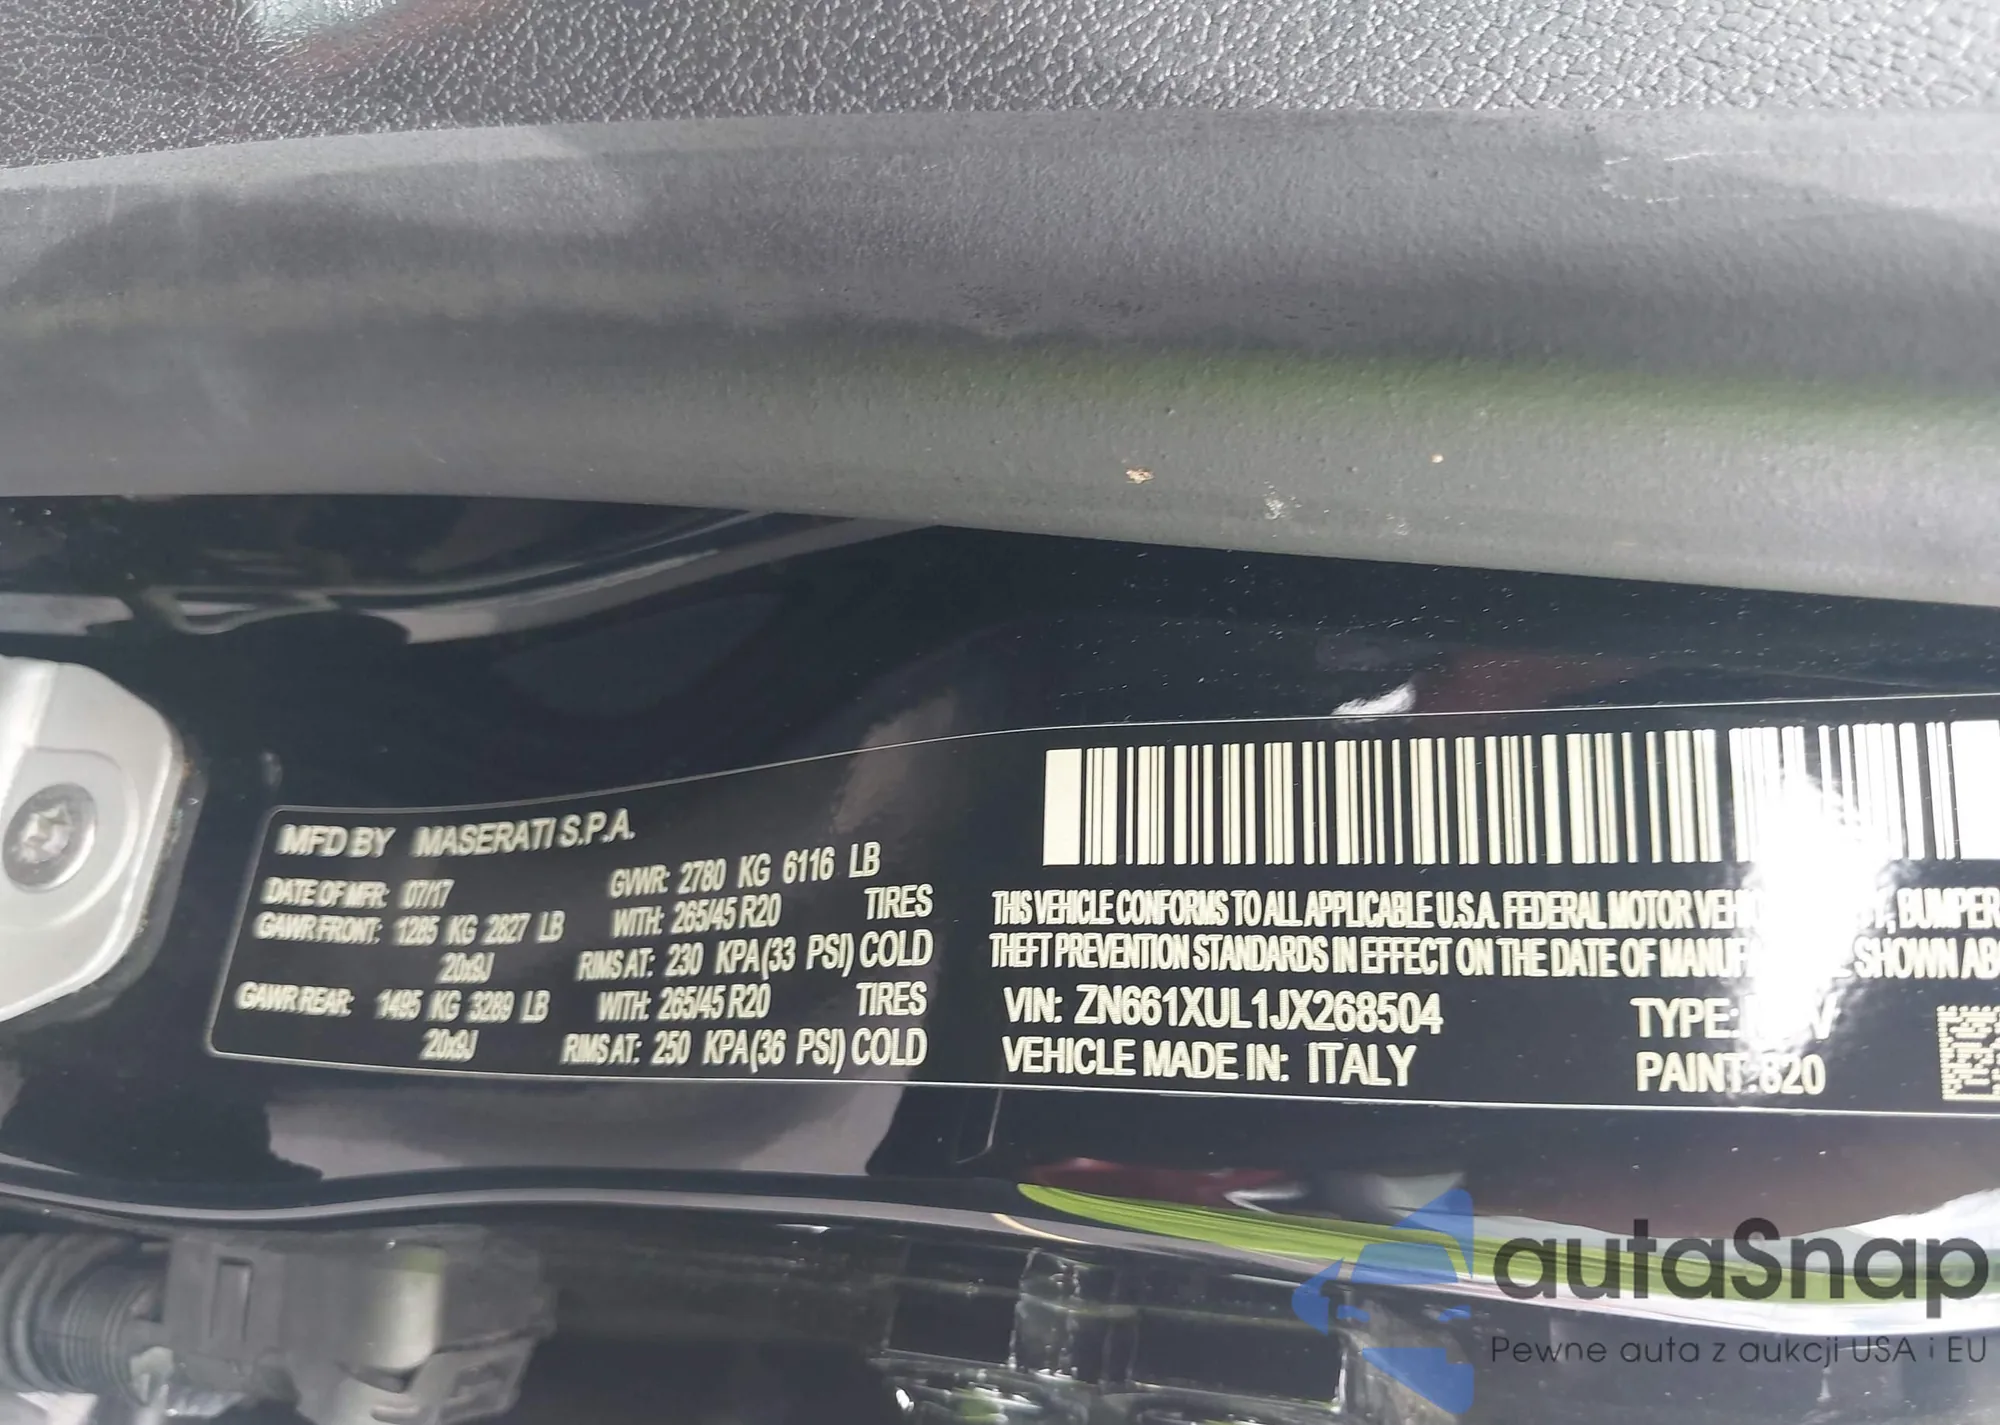 MFD BY MASERATI S.P.A.
DATE OF MFR: 07/17 GVWR: 2780 KG 6116 LB
GAWR FRONT: 1285 KG 2827 LB WITH: 265/45 R20 TIRES
20x9J RIMS AT: 230 KPA(33 PSI) COLD
GAWR REAR: 1495 KG 3289 LB WITH: 265/45 R20 TIRES
20x9J RIMS AT: 250 KPA(36 PSI) COLD
THIS VEHICLE CONFORMS TO ALL APPLICABLE U.S.A. FEDERAL MOTOR BUMPER
THEFT PREVENTION STANDARDS IN EFFECT ON THE DATE OF SHOWN
VIN: ZN661XUL1JX268504 TYPE:
VEHICLE MADE IN: ITALY PAINT:820
autaSnap
Pewne auta z aukcji USA i EU